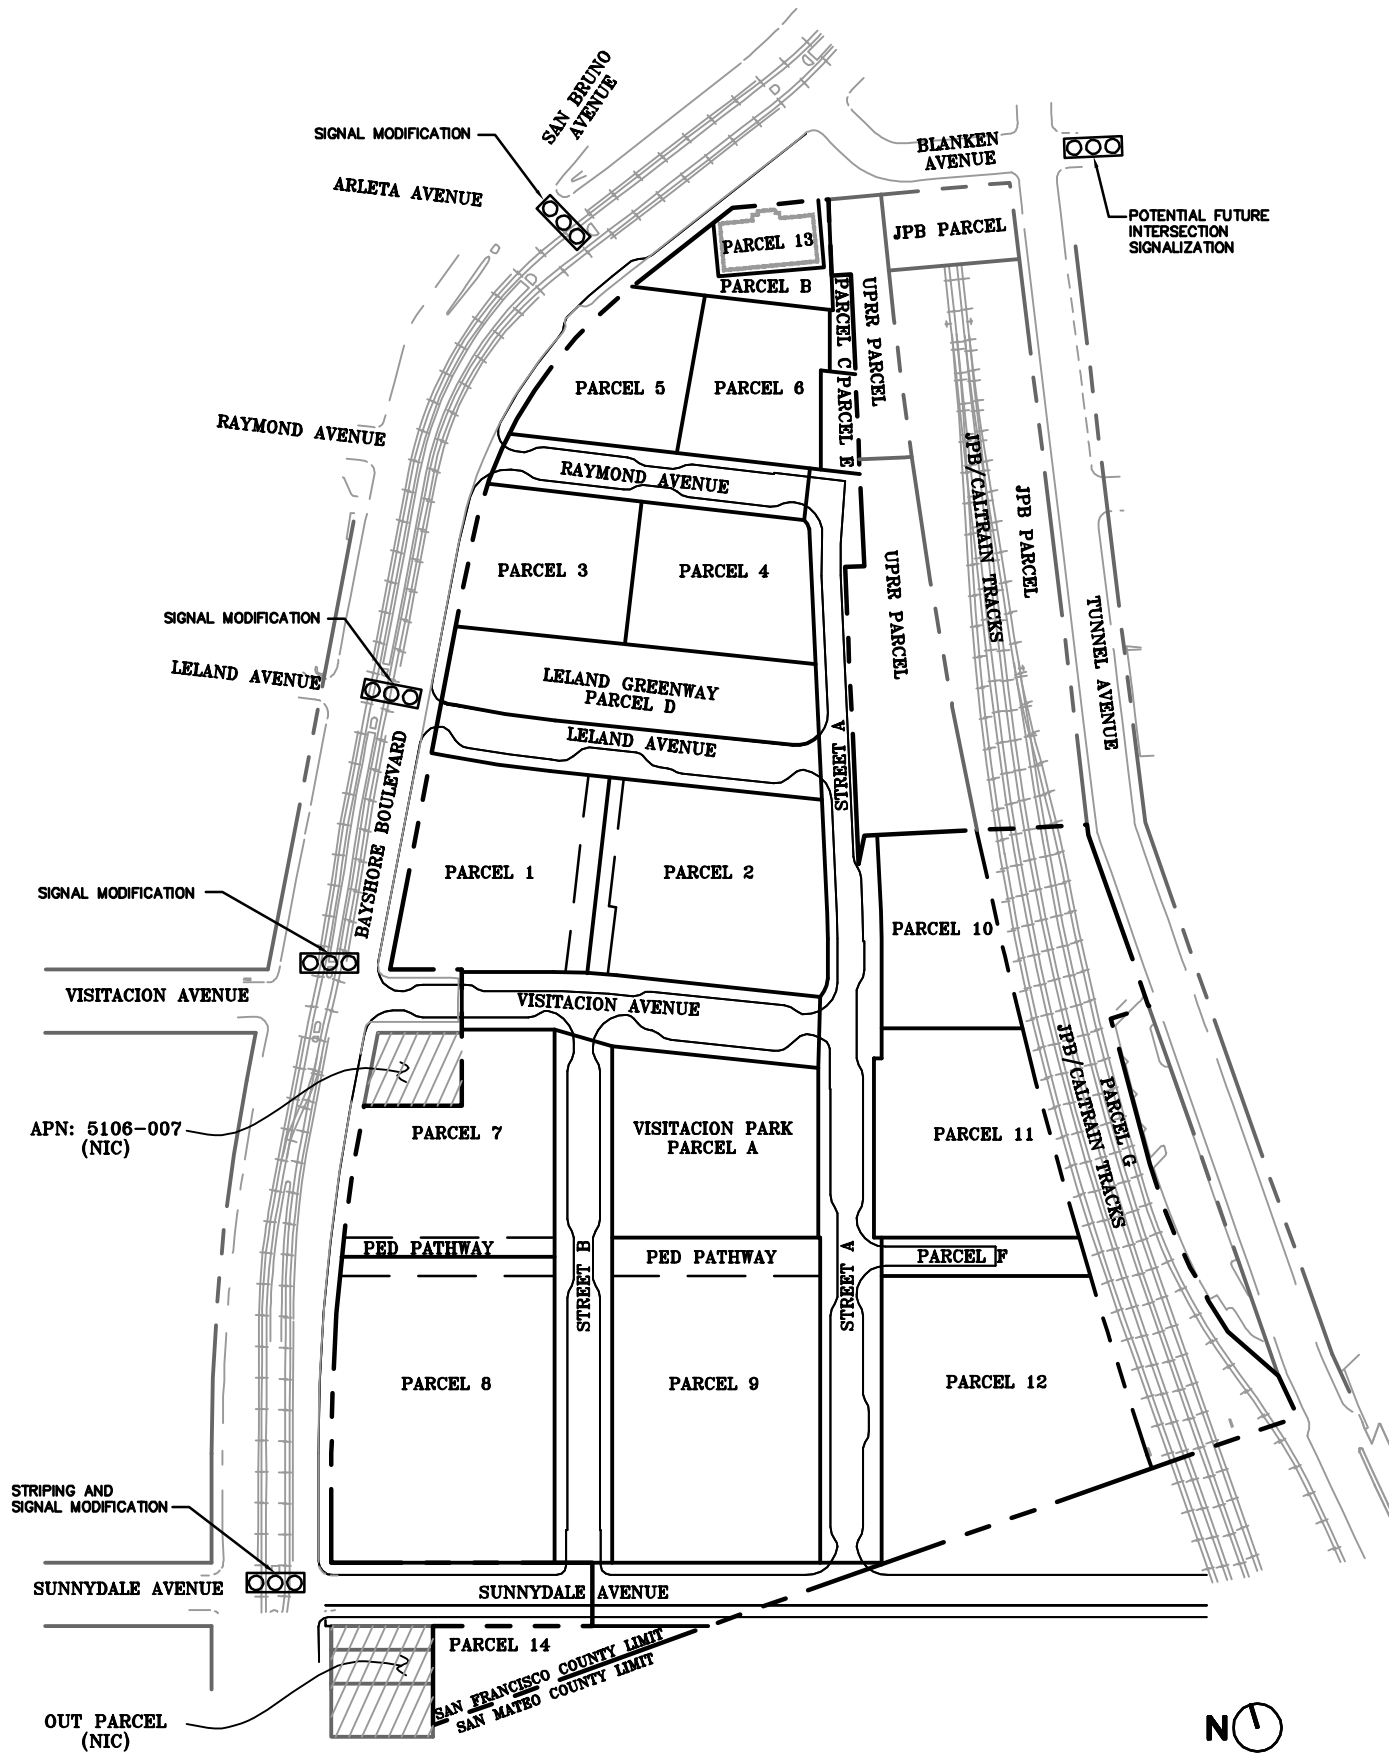 SAN BRUNO
AVENUE
SIGNAL MODIFICATION
ARLETA AVENUE
BLANKEN
AVENUE
POTENTIAL FUTURE
INTERSECTION
SIGNALIZATION
JPB PARCEL
PARCEL 13
PARCEL B
PARCEL C
UPRR PARCEL
PARCEL 5
PARCEL 6
PARCEL E
RAYMOND AVENUE
RAYMOND AVENUE
JPB/CALTRAIN TRACKS
JPB PARCEL
PARCEL 3
PARCEL 4
UPRR PARCEL
TUNNEL AVENUE
SIGNAL MODIFICATION
LELAND AVENUE
LELAND GREENWAY
PARCEL D
LELAND AVENUE
STREET A
BAYSHORE BOULEVARD
PARCEL 1
PARCEL 2
SIGNAL MODIFICATION
PARCEL 10
VISITACION AVENUE
VISITACION AVENUE
JPB/CALTRAIN TRACKS
PARCEL G
APN: 5106-007
(NIC)
PARCEL 7
VISITACION PARK
PARCEL A
PARCEL 11
PED PATHWAY
STREET B
PED PATHWAY
STREET A
PARCEL F
PARCEL 8
PARCEL 9
PARCEL 12
STRIPING AND
SIGNAL MODIFICATION
SUNNYDALE AVENUE
SUNNYDALE AVENUE
PARCEL 14
SAN FRANCISCO COUNTY LIMIT
SAN MATEO COUNTY LIMIT
OUT PARCEL
(NIC)
N